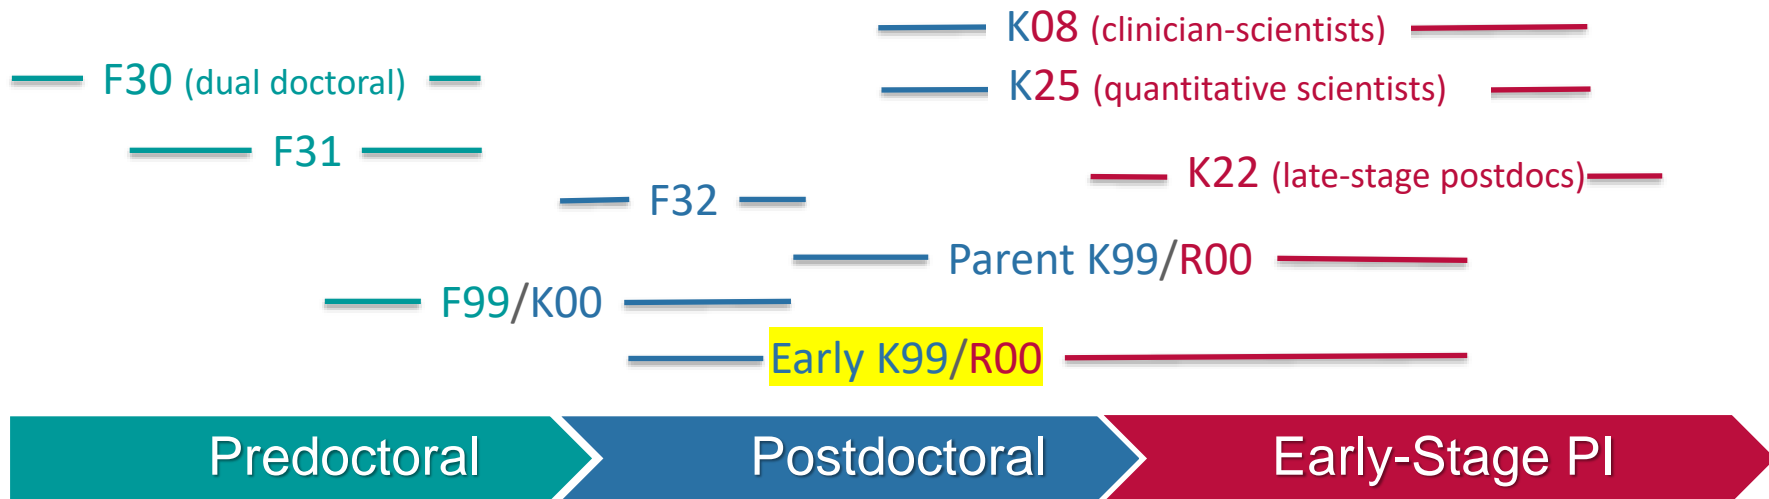 K08 (clinician-scientists)
F30 (dual doctoral)
K25 (quantitative scientists)
F31
K22 (late-stage postdocs)
F32
Parent K99/R00
F99/K00
Early K99/R00
Predoctoral
Postdoctoral
Early-Stage PI